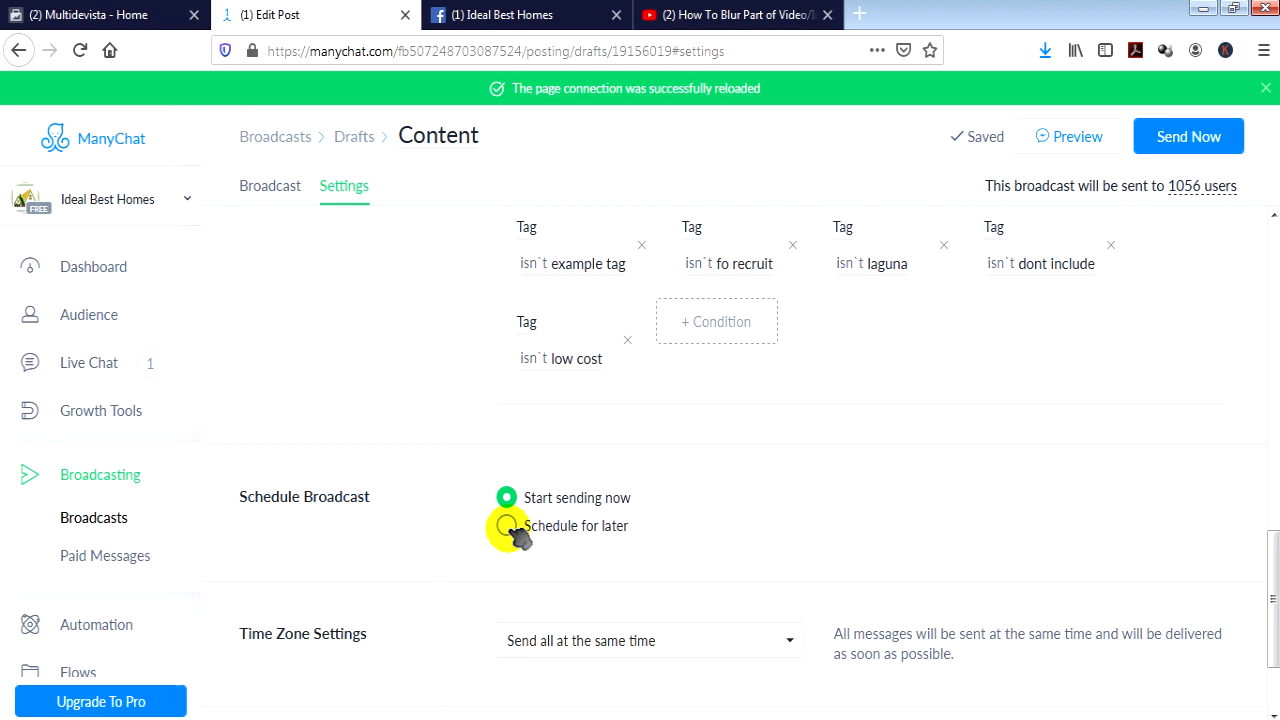 (2) Multidevista - Home
(1) Edit Post
(1) Ideal Best Homes
(2) How To Blur Part of Video/I
https://manychat.com/fb507248703087524/posting/drafts/19156019#settings
The page connection was successfully reloaded
ManyChat
Broadcasts
Drafts
Content
Saved
Preview
Send Now
Ideal Best Homes
FREE
Broadcast
Settings
This broadcast will be sent to 1056 users
Dashboard
Audience
Live Chat
1
Growth Tools
Broadcasting
Broadcasts
Paid Messages
Automation
Flows
Upgrade To Pro
Tag
isn`t example tag
Tag
isn`t fo recruit
Tag
isn`t laguna
Tag
isn`t dont include
Tag
isn`t low cost
+ Condition
Schedule Broadcast
Start sending now
Schedule for later
Time Zone Settings
Send all at the same time
All messages will be sent at the same time and will be delivered
as soon as possible.